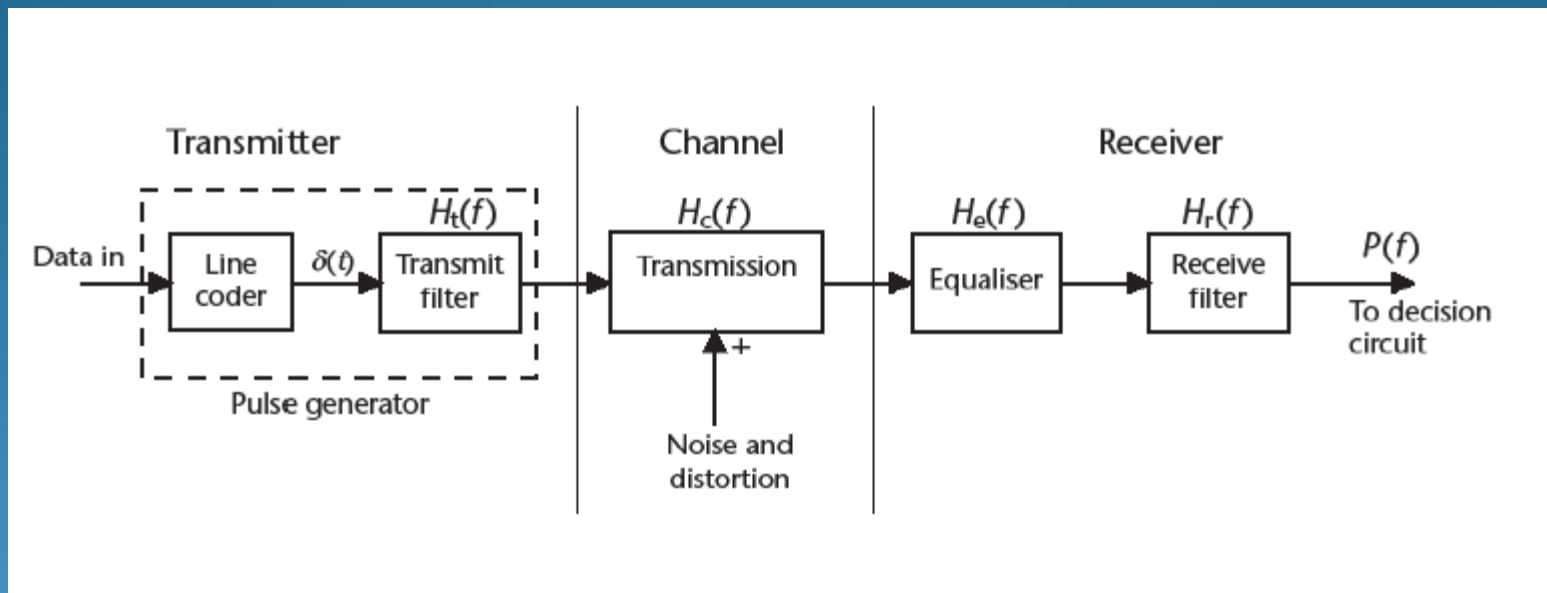 Transmitter
Channel
Receiver
Data in
Line
coder
δ(t)
Ht(f)
Transmit
filter
Pulse generator
Hc(f)
Transmission
+
Noise and
distortion
He(f)
Equaliser
Hr(f)
Receive
filter
P(f)
To decision
circuit